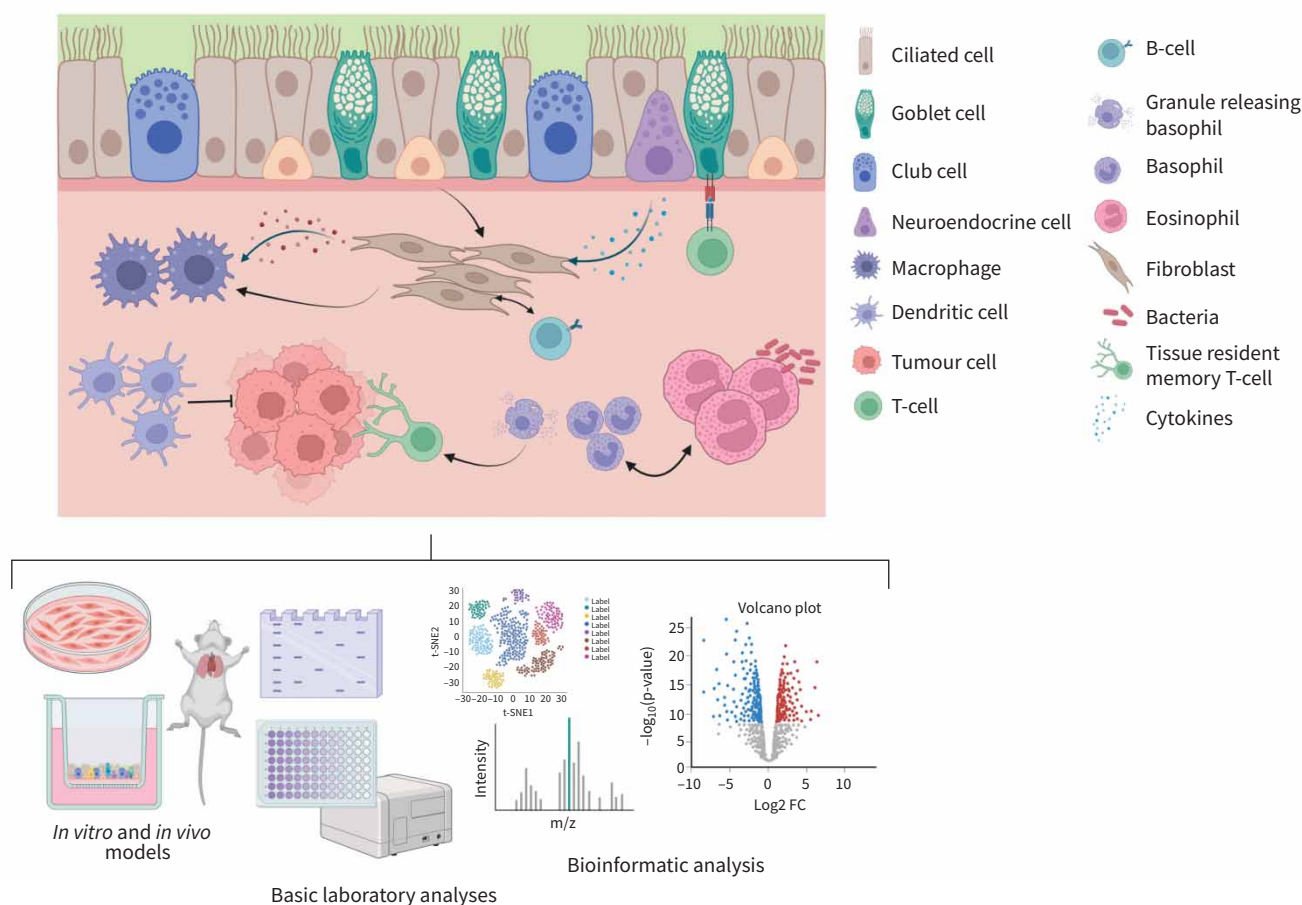 Ciliated cell
Goblet cell
Club cell
Neuroendocrine cell
Macrophage
Dendritic cell
Tumour cell
T-cell
B-cell
Granule releasing
basophil
Basophil
Eosinophil
Fibroblast
Bacteria
Tissue resident
memory T-cell
Cytokines
In vitro and in vivo
models
Basic laboratory analyses
30
20
10
0
−10
−20
−30
t-SNE2
−30 −20 −10 0 10 20 30
t-SNE1
Label
Label
Label
Label
Label
Label
Label
Label
Intensity
m/z
Bioinformatic analysis
Volcano plot
25
20
15
10
5
0
−log10(p-value)
−10 −5 0 5 10
Log2 FC